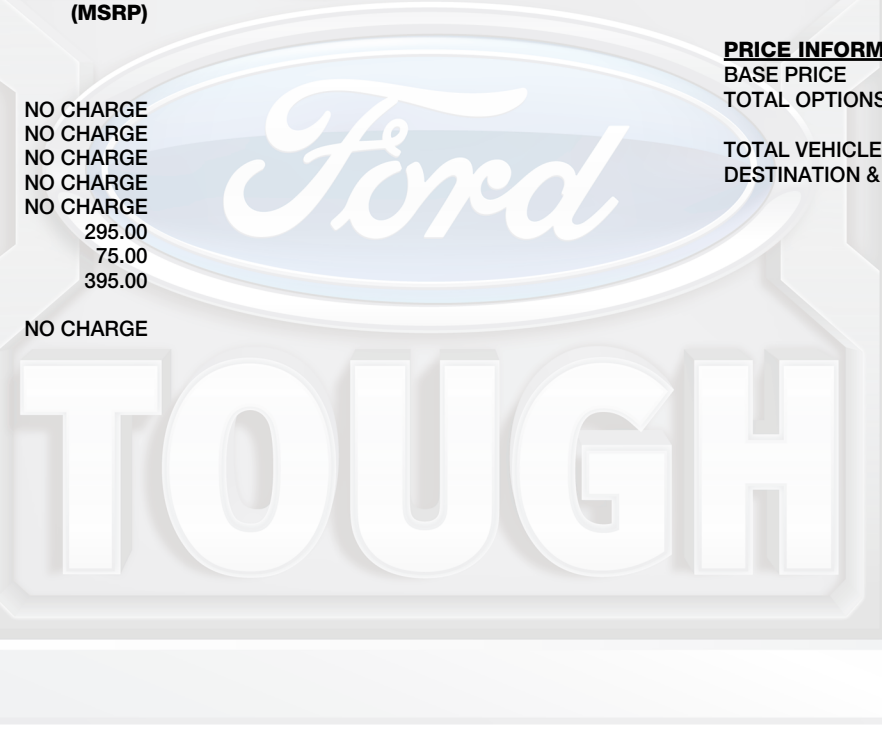 (MSRP)
NO CHARGE
NO CHARGE
NO CHARGE
NO CHARGE
NO CHARGE
295.00
75.00
395.00
NO CHARGE
PRICE INFORM
BASE PRICE
TOTAL OPTIONS
TOTAL VEHICLE
DESTINATION &
Ford
TOUGH